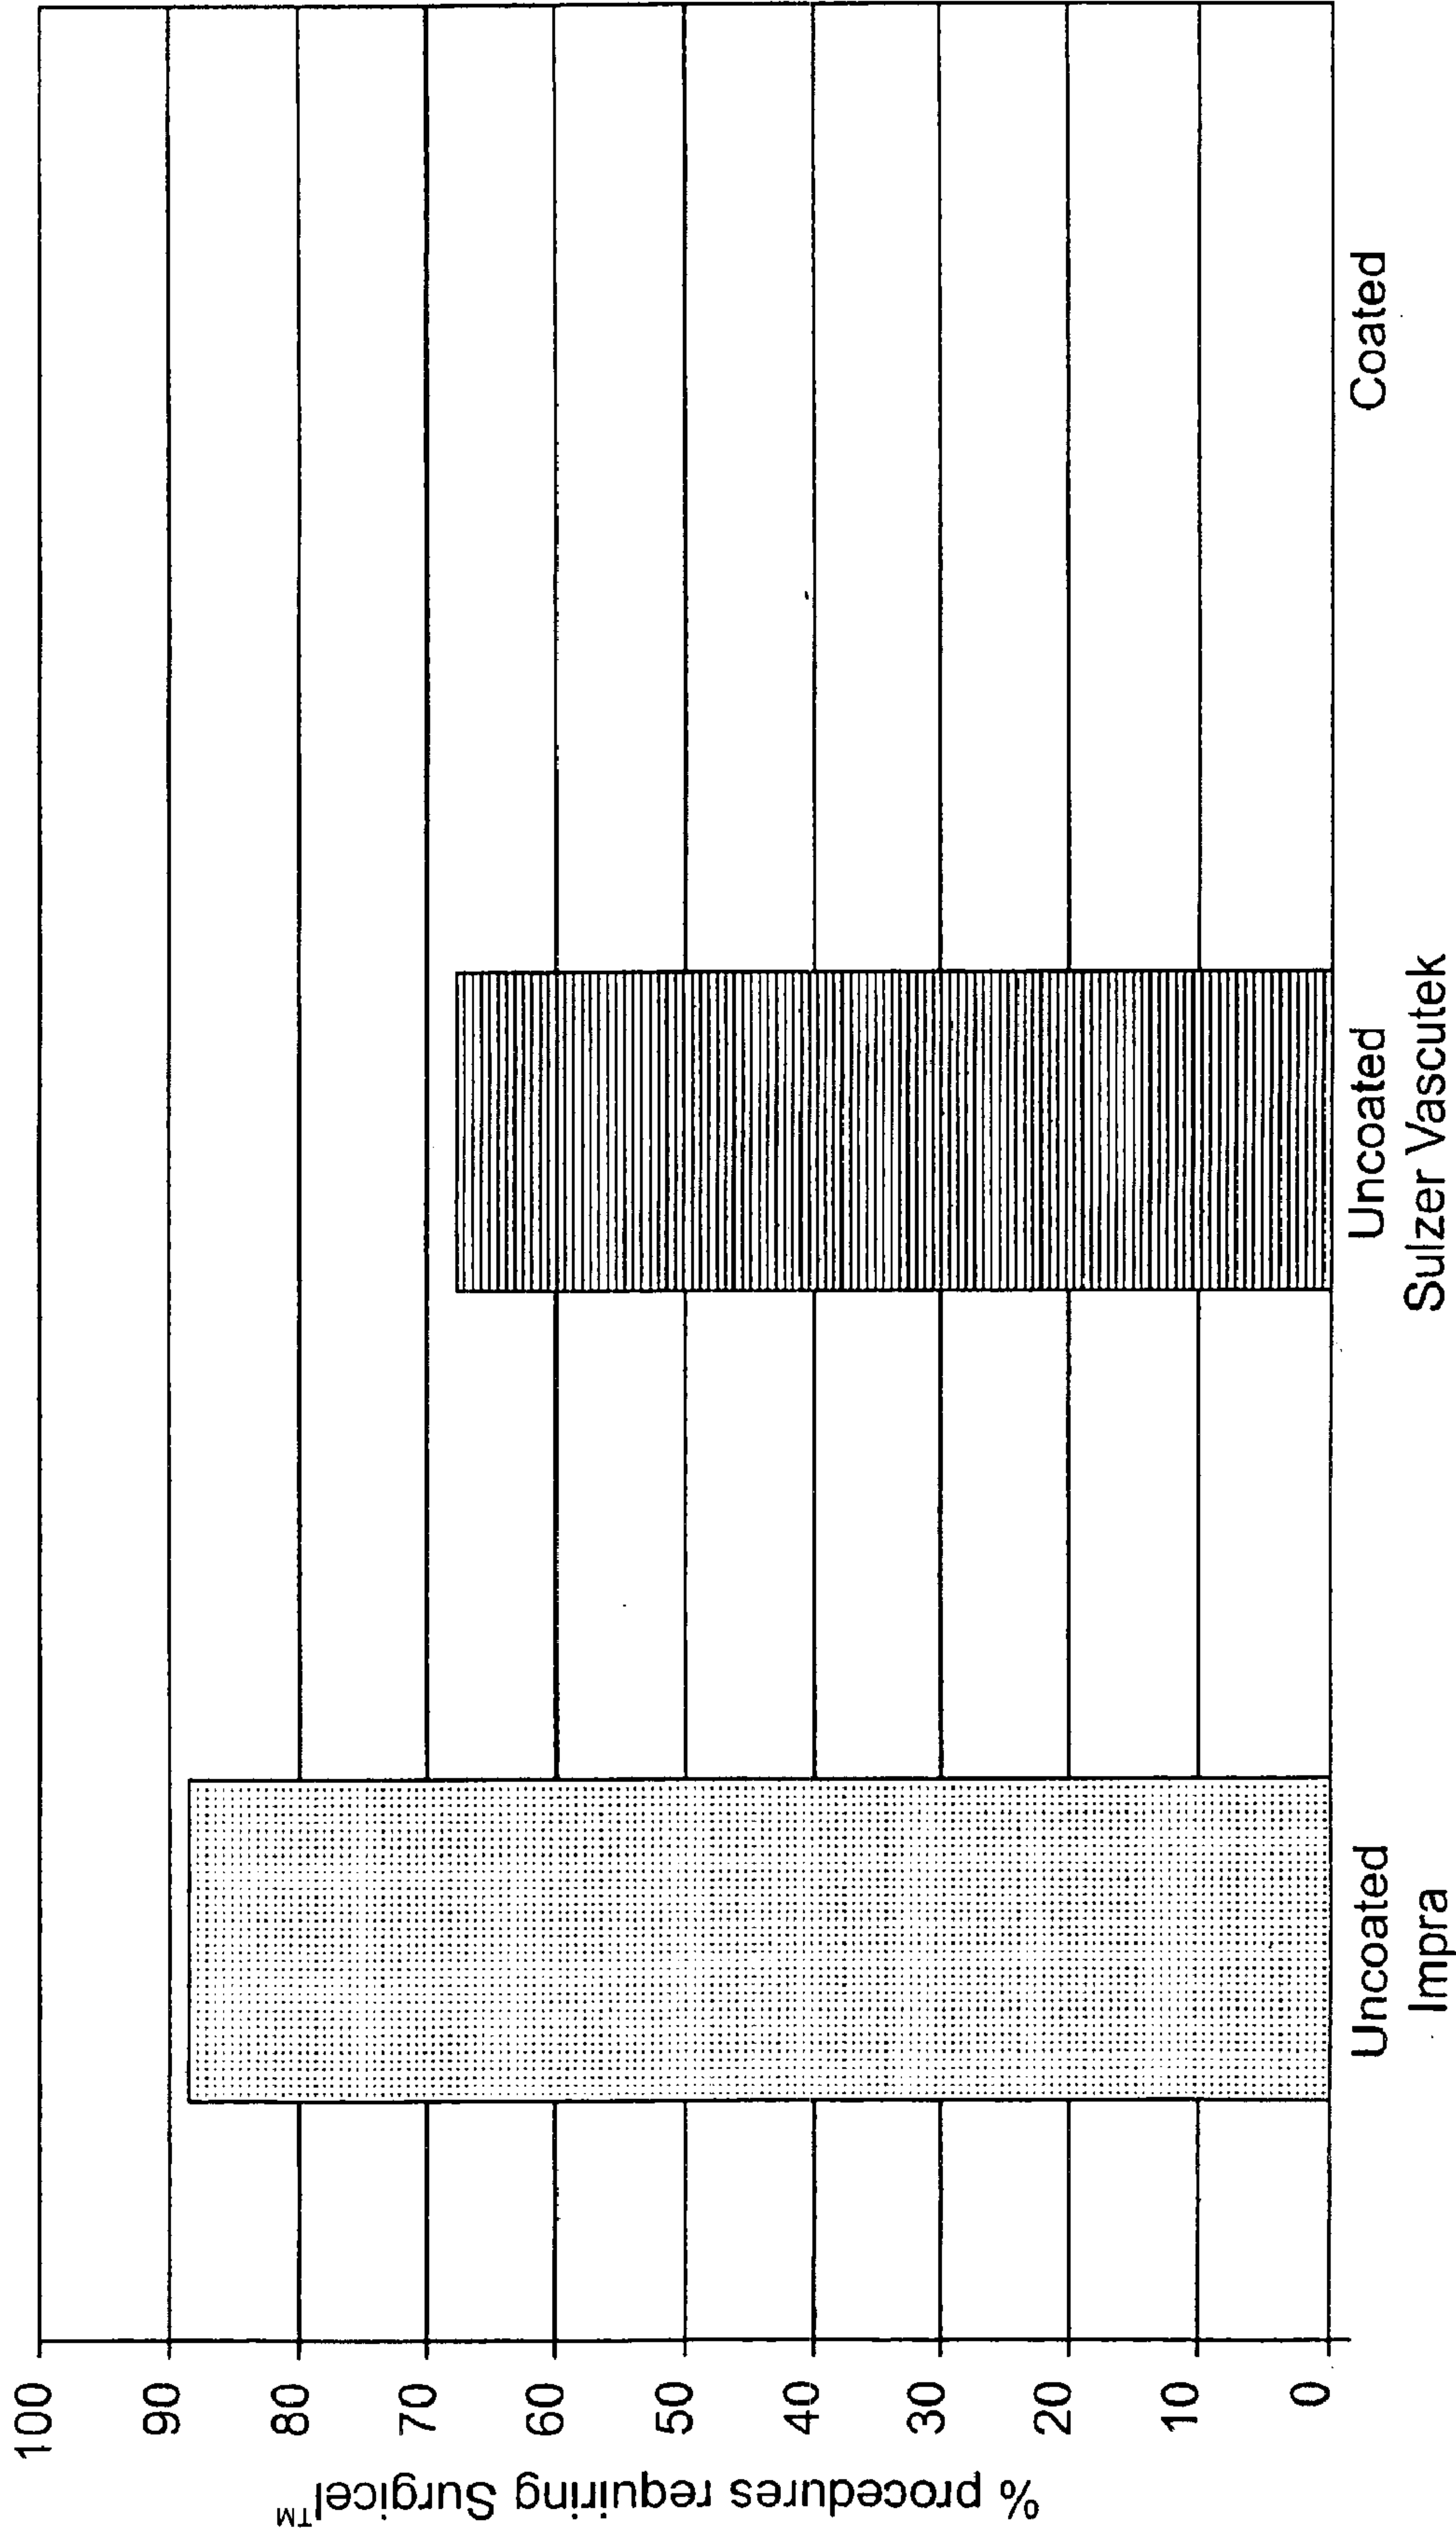 % procedures requiring Surgicel™
100
90
80
70
60
50
40
30
20
10
0
Uncoated
Impra
Uncoated
Sulzer Vascutek
Coated